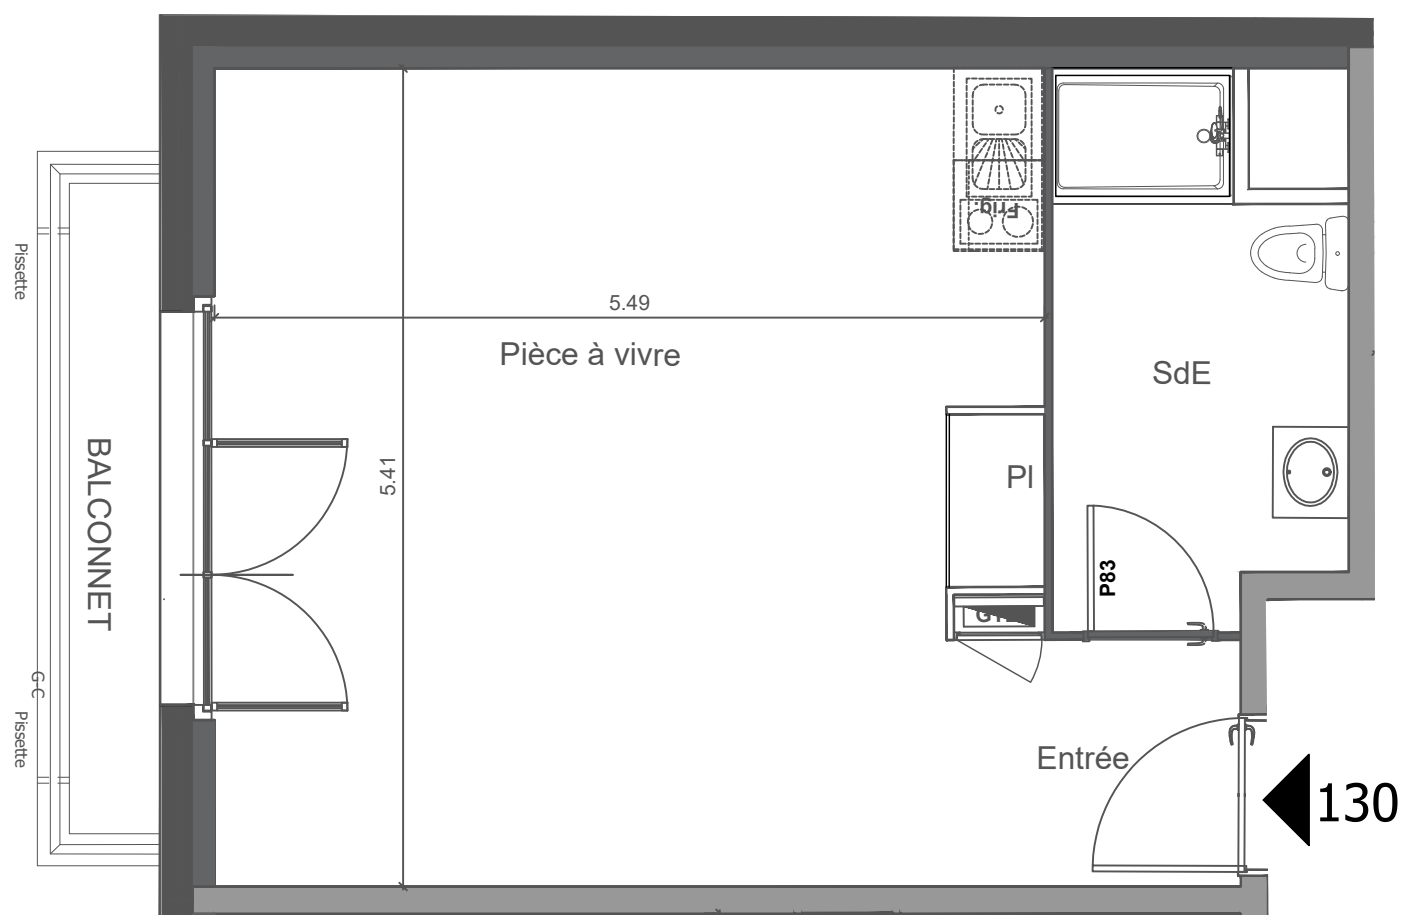 Frig.
5.49
Pièce à vivre
SdE
Pissette
BALCONNET
5.41
Pl
P83
G-C
Pissette
Entrée
130